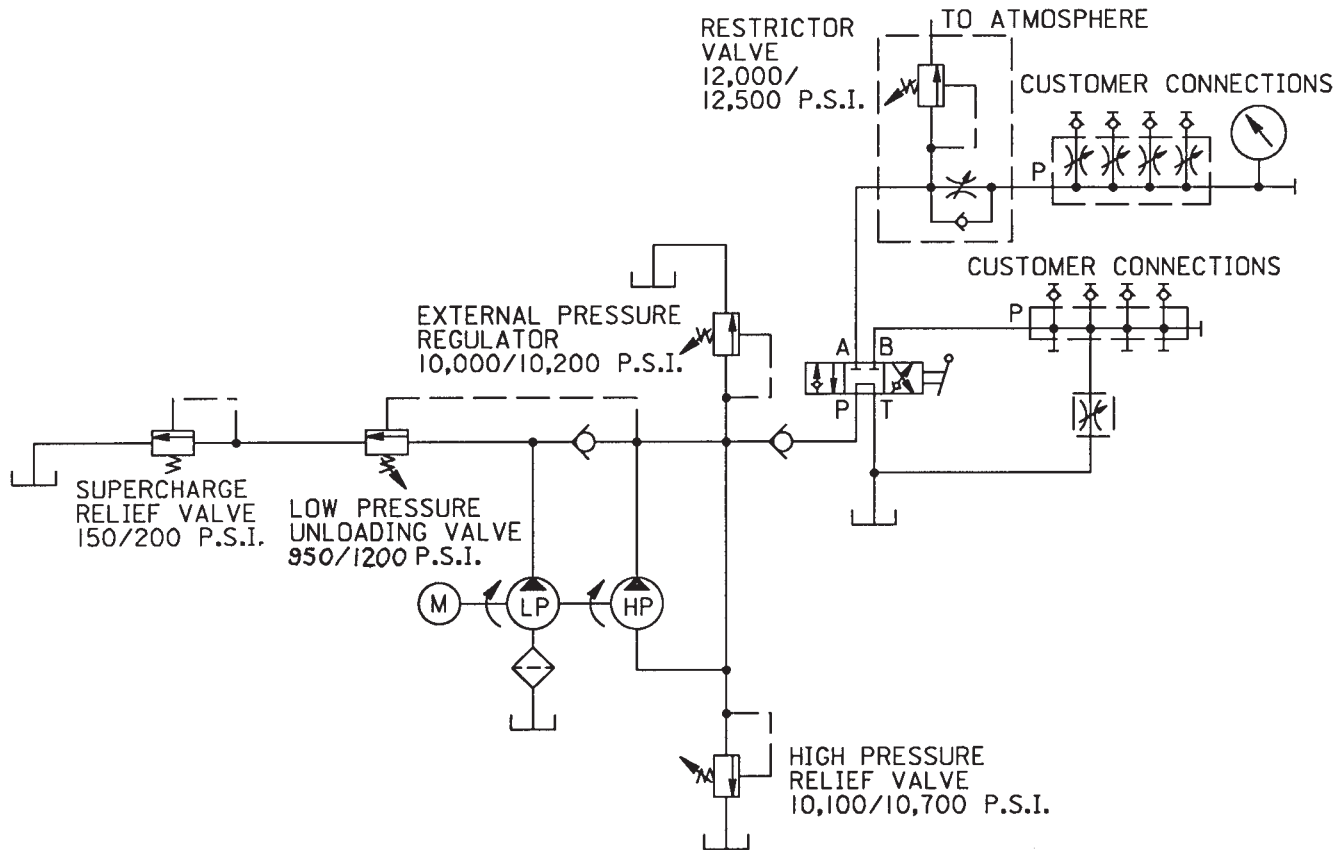 TO ATMOSPHERE
RESTRICTOR
VALVE
12,000/
12,500 P.S.I.
CUSTOMER CONNECTIONS
P
CUSTOMER CONNECTIONS
P
EXTERNAL PRESSURE
REGULATOR
10,000/10,200 P.S.I.
A B
P T
SUPERCHARGE
RELIEF VALVE
150/200 P.S.I.
LOW PRESSURE
UNLOADING VALVE
950/1200 P.S.I.
M
LP
HP
HIGH PRESSURE
RELIEF VALVE
10,100/10,700 P.S.I.